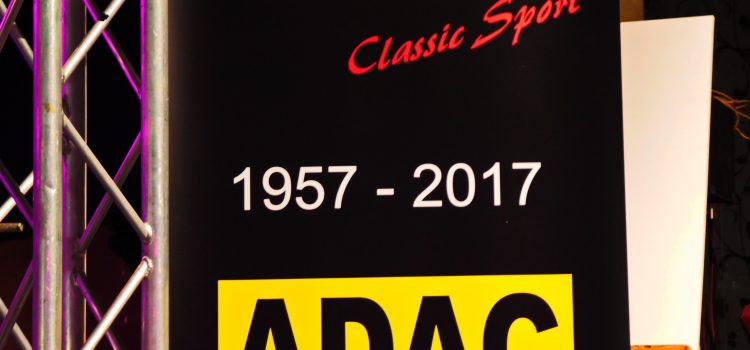 Classic Sport
1957 - 2017
ADAC